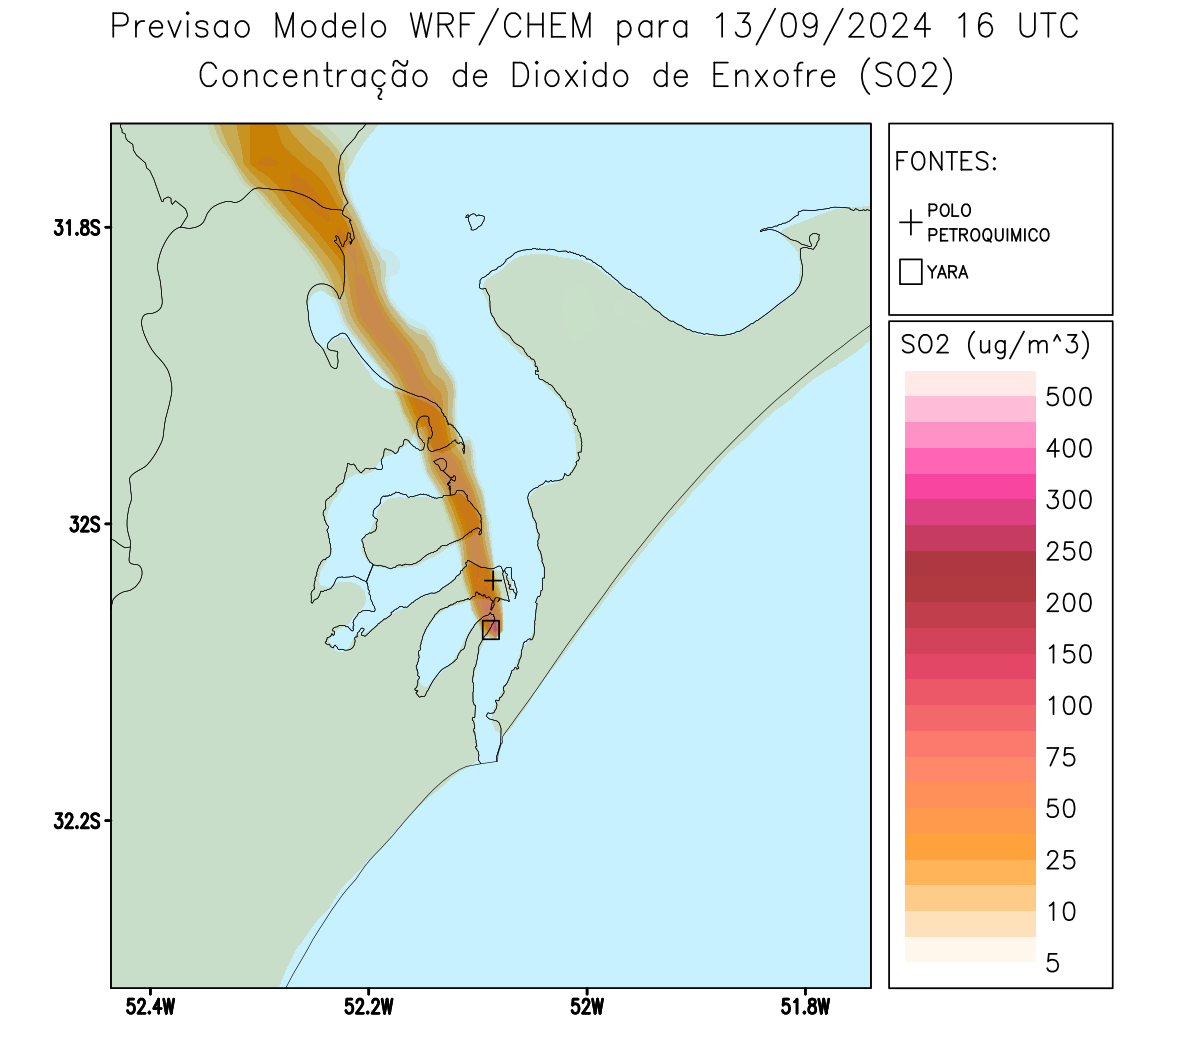 Previsao Modelo WRF/CHEM para 13/09/2024 16 UTC
Concentração de Dioxido de Enxofre (SO2)
FONTES:
POLO
PETROQUIMICO
YARA
SO2 (ug/m^3)
500
400
300
250
200
150
100
75
50
25
10
5
31.8S
32S
32.2S
52.4W
52.2W
52W
51.8W